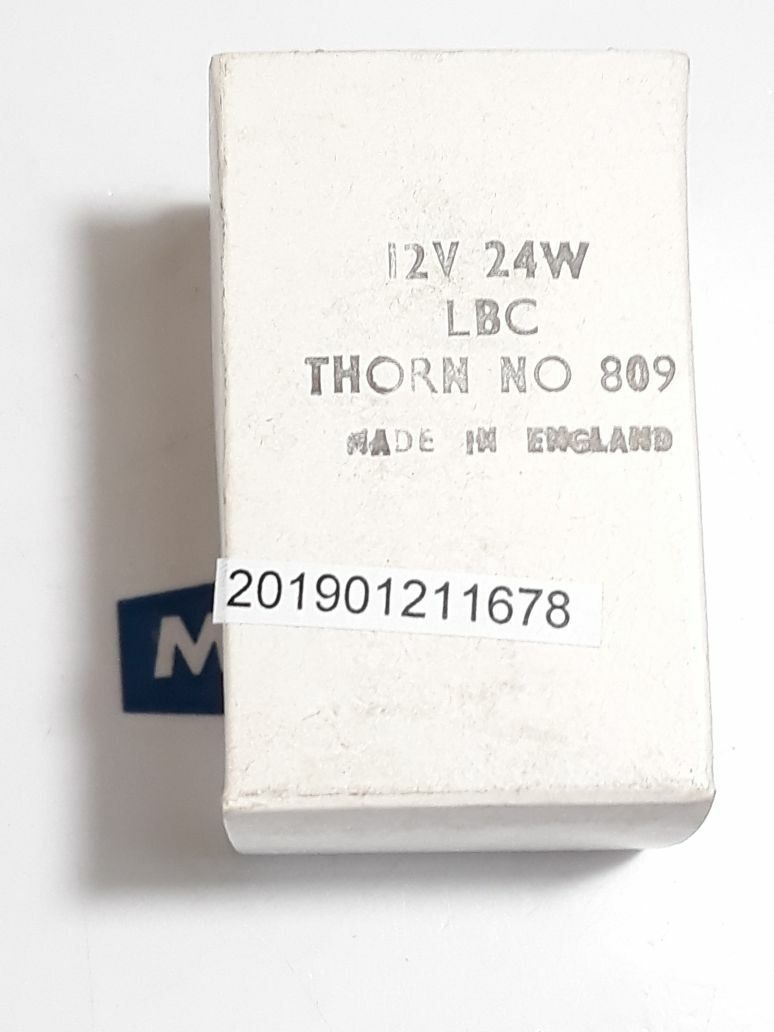 12V 24W
LBC
THORN NO 809
MADE IN ENGLAND
201901211678
M